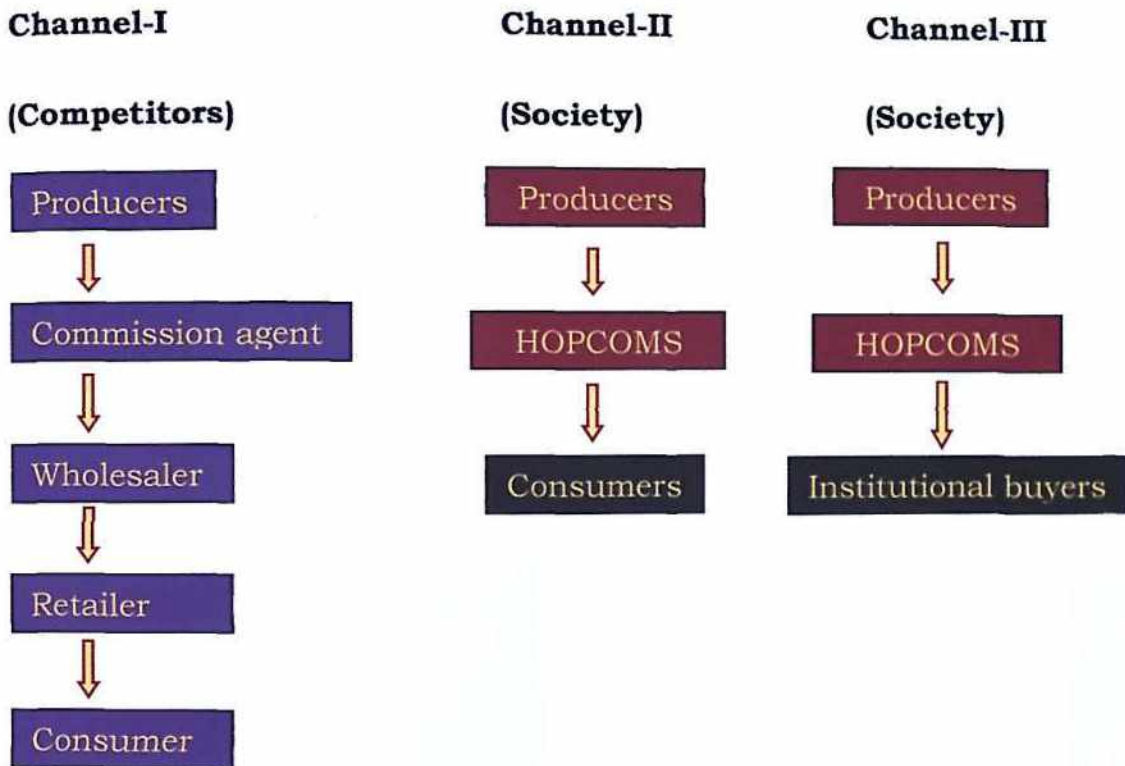 Channel-I
(Competitors)
Producers
Commission agent
Wholesaler
Retailer
Consumer
Channel-II
(Society)
Producers
HOPCOMS
Consumers
Channel-III
(Society)
Producers
HOPCOMS
Institutional buyers